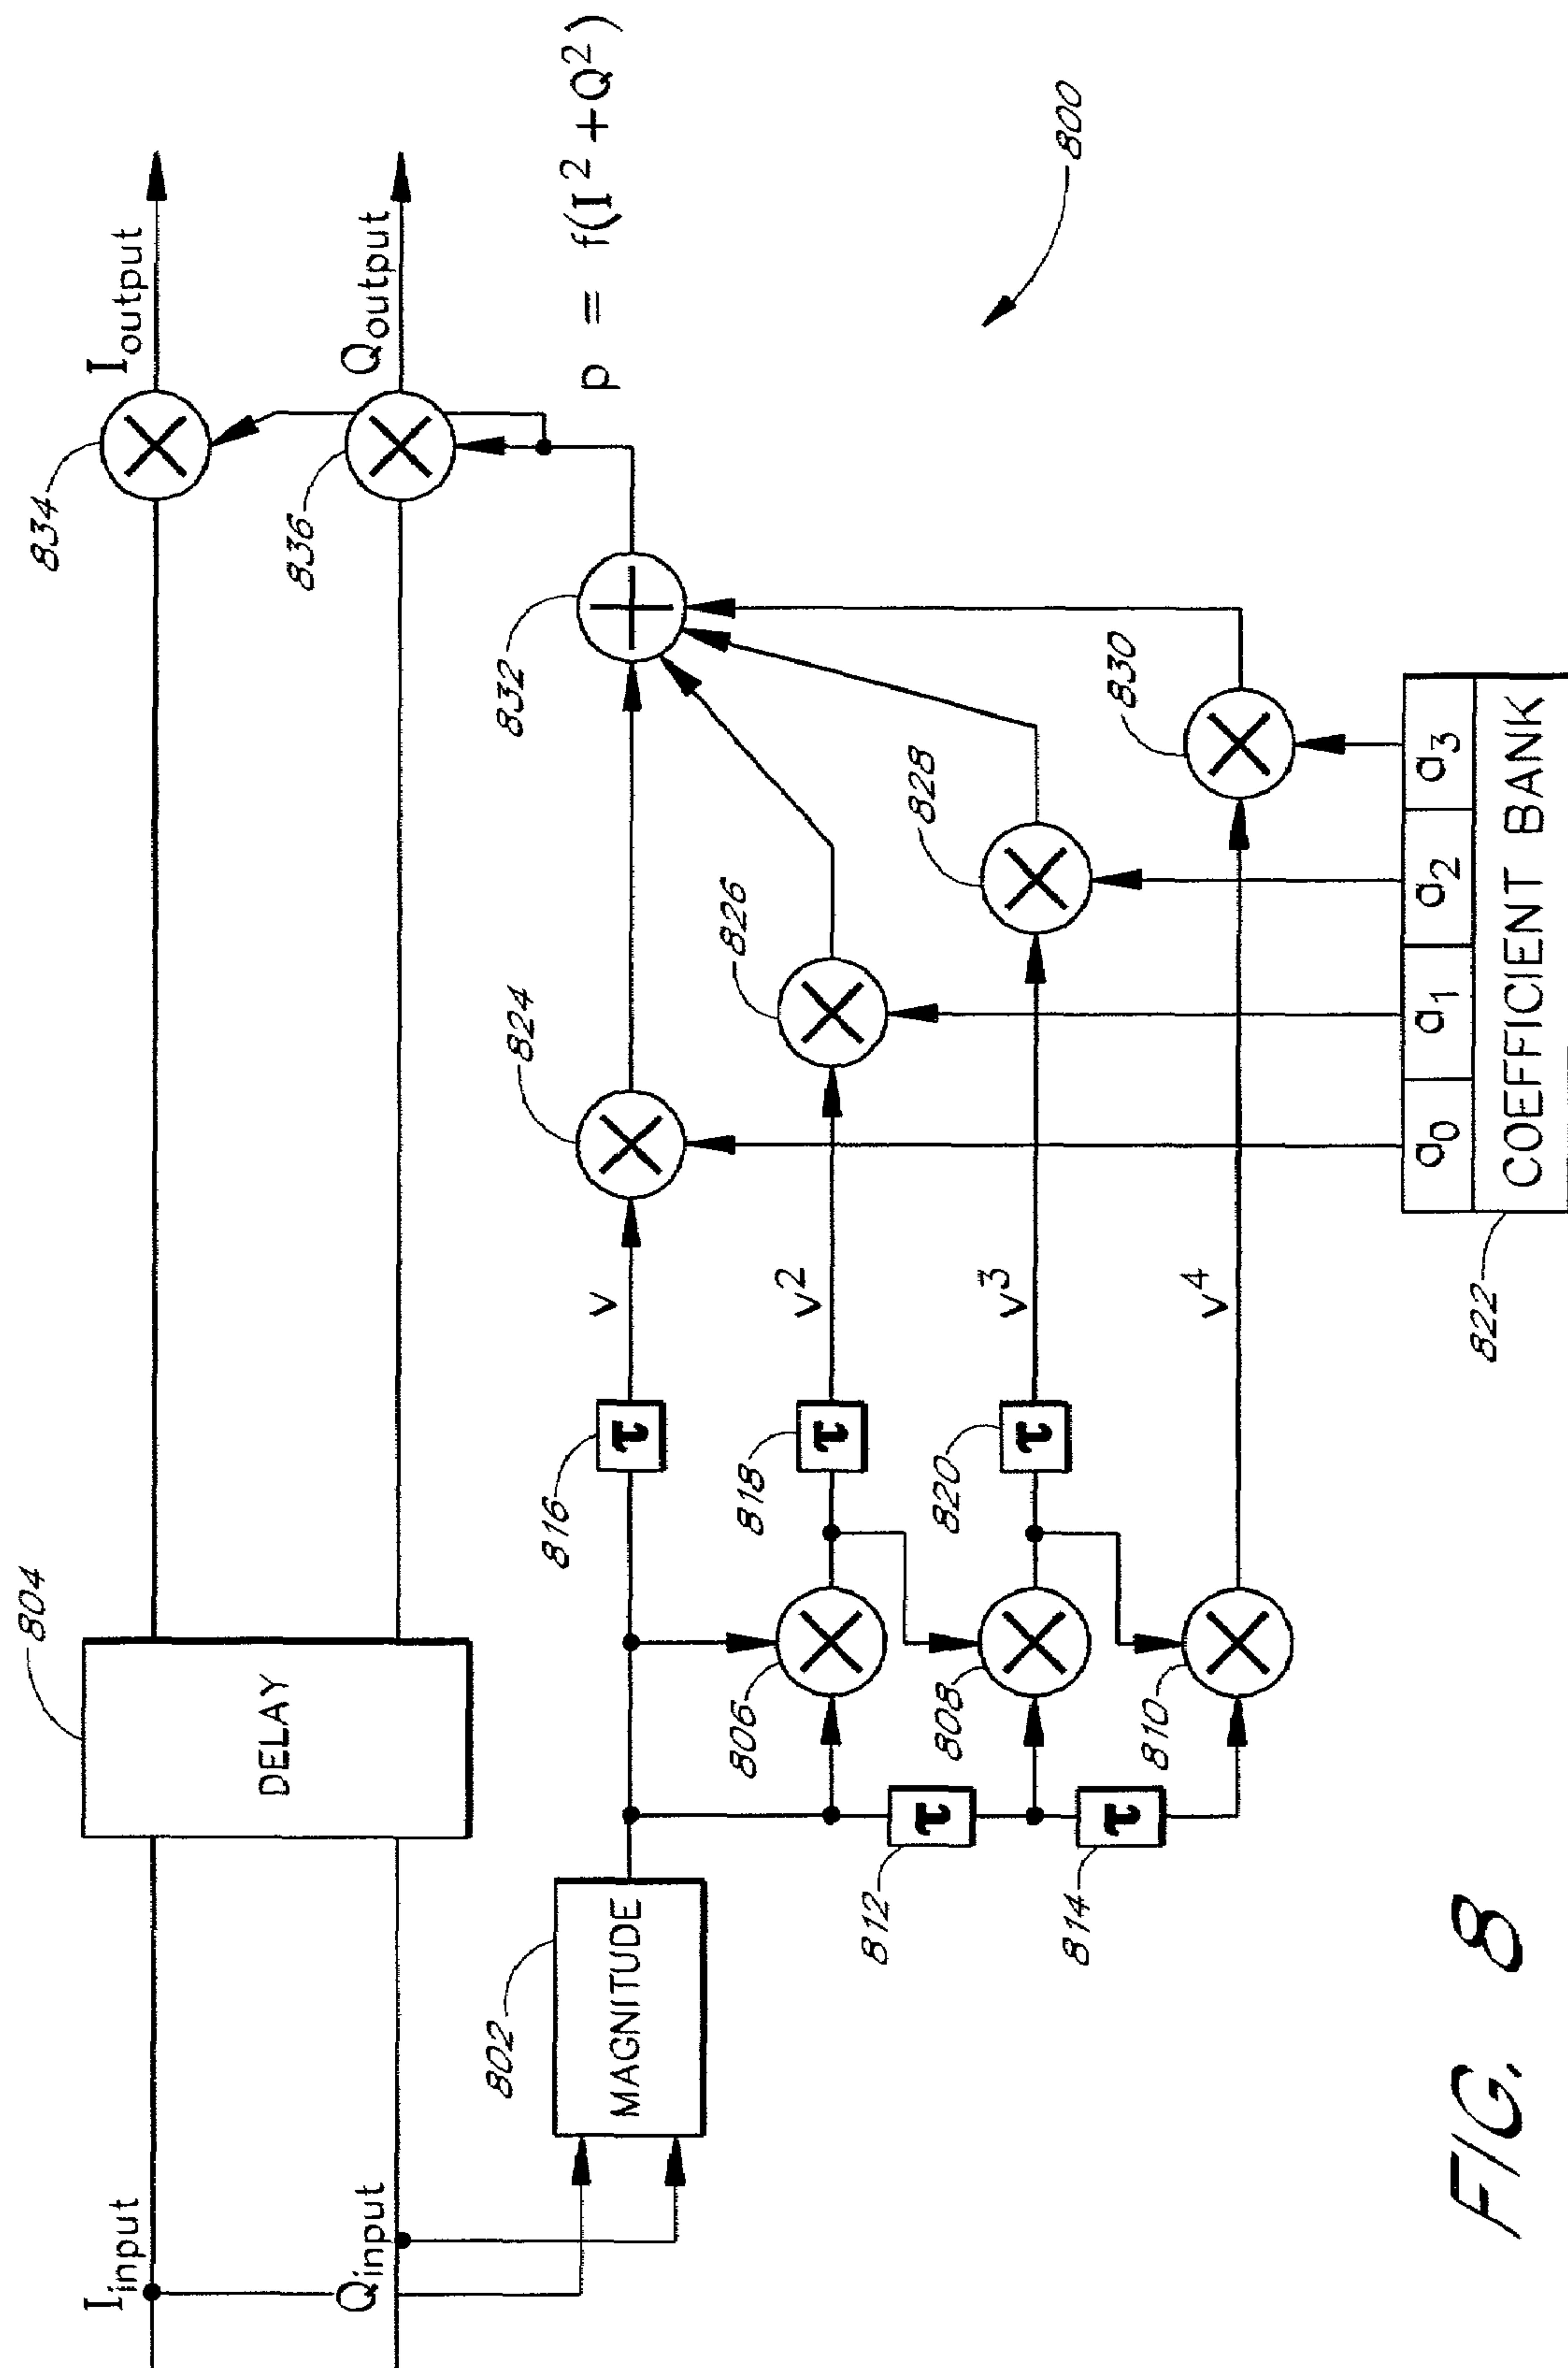 I_input
Q_input
804
DELAY
802
MAGNITUDE
834
I_output
836
Q_output
p = f(I² + Q²)
816
τ
v
824
832
806
818
τ
v²
826
812
τ
808
820
τ
v³
828
814
τ
810
v⁴
830
a₀ a₁ a₂ a₃
COEFFICIENT BANK
822
800
FIG. 8